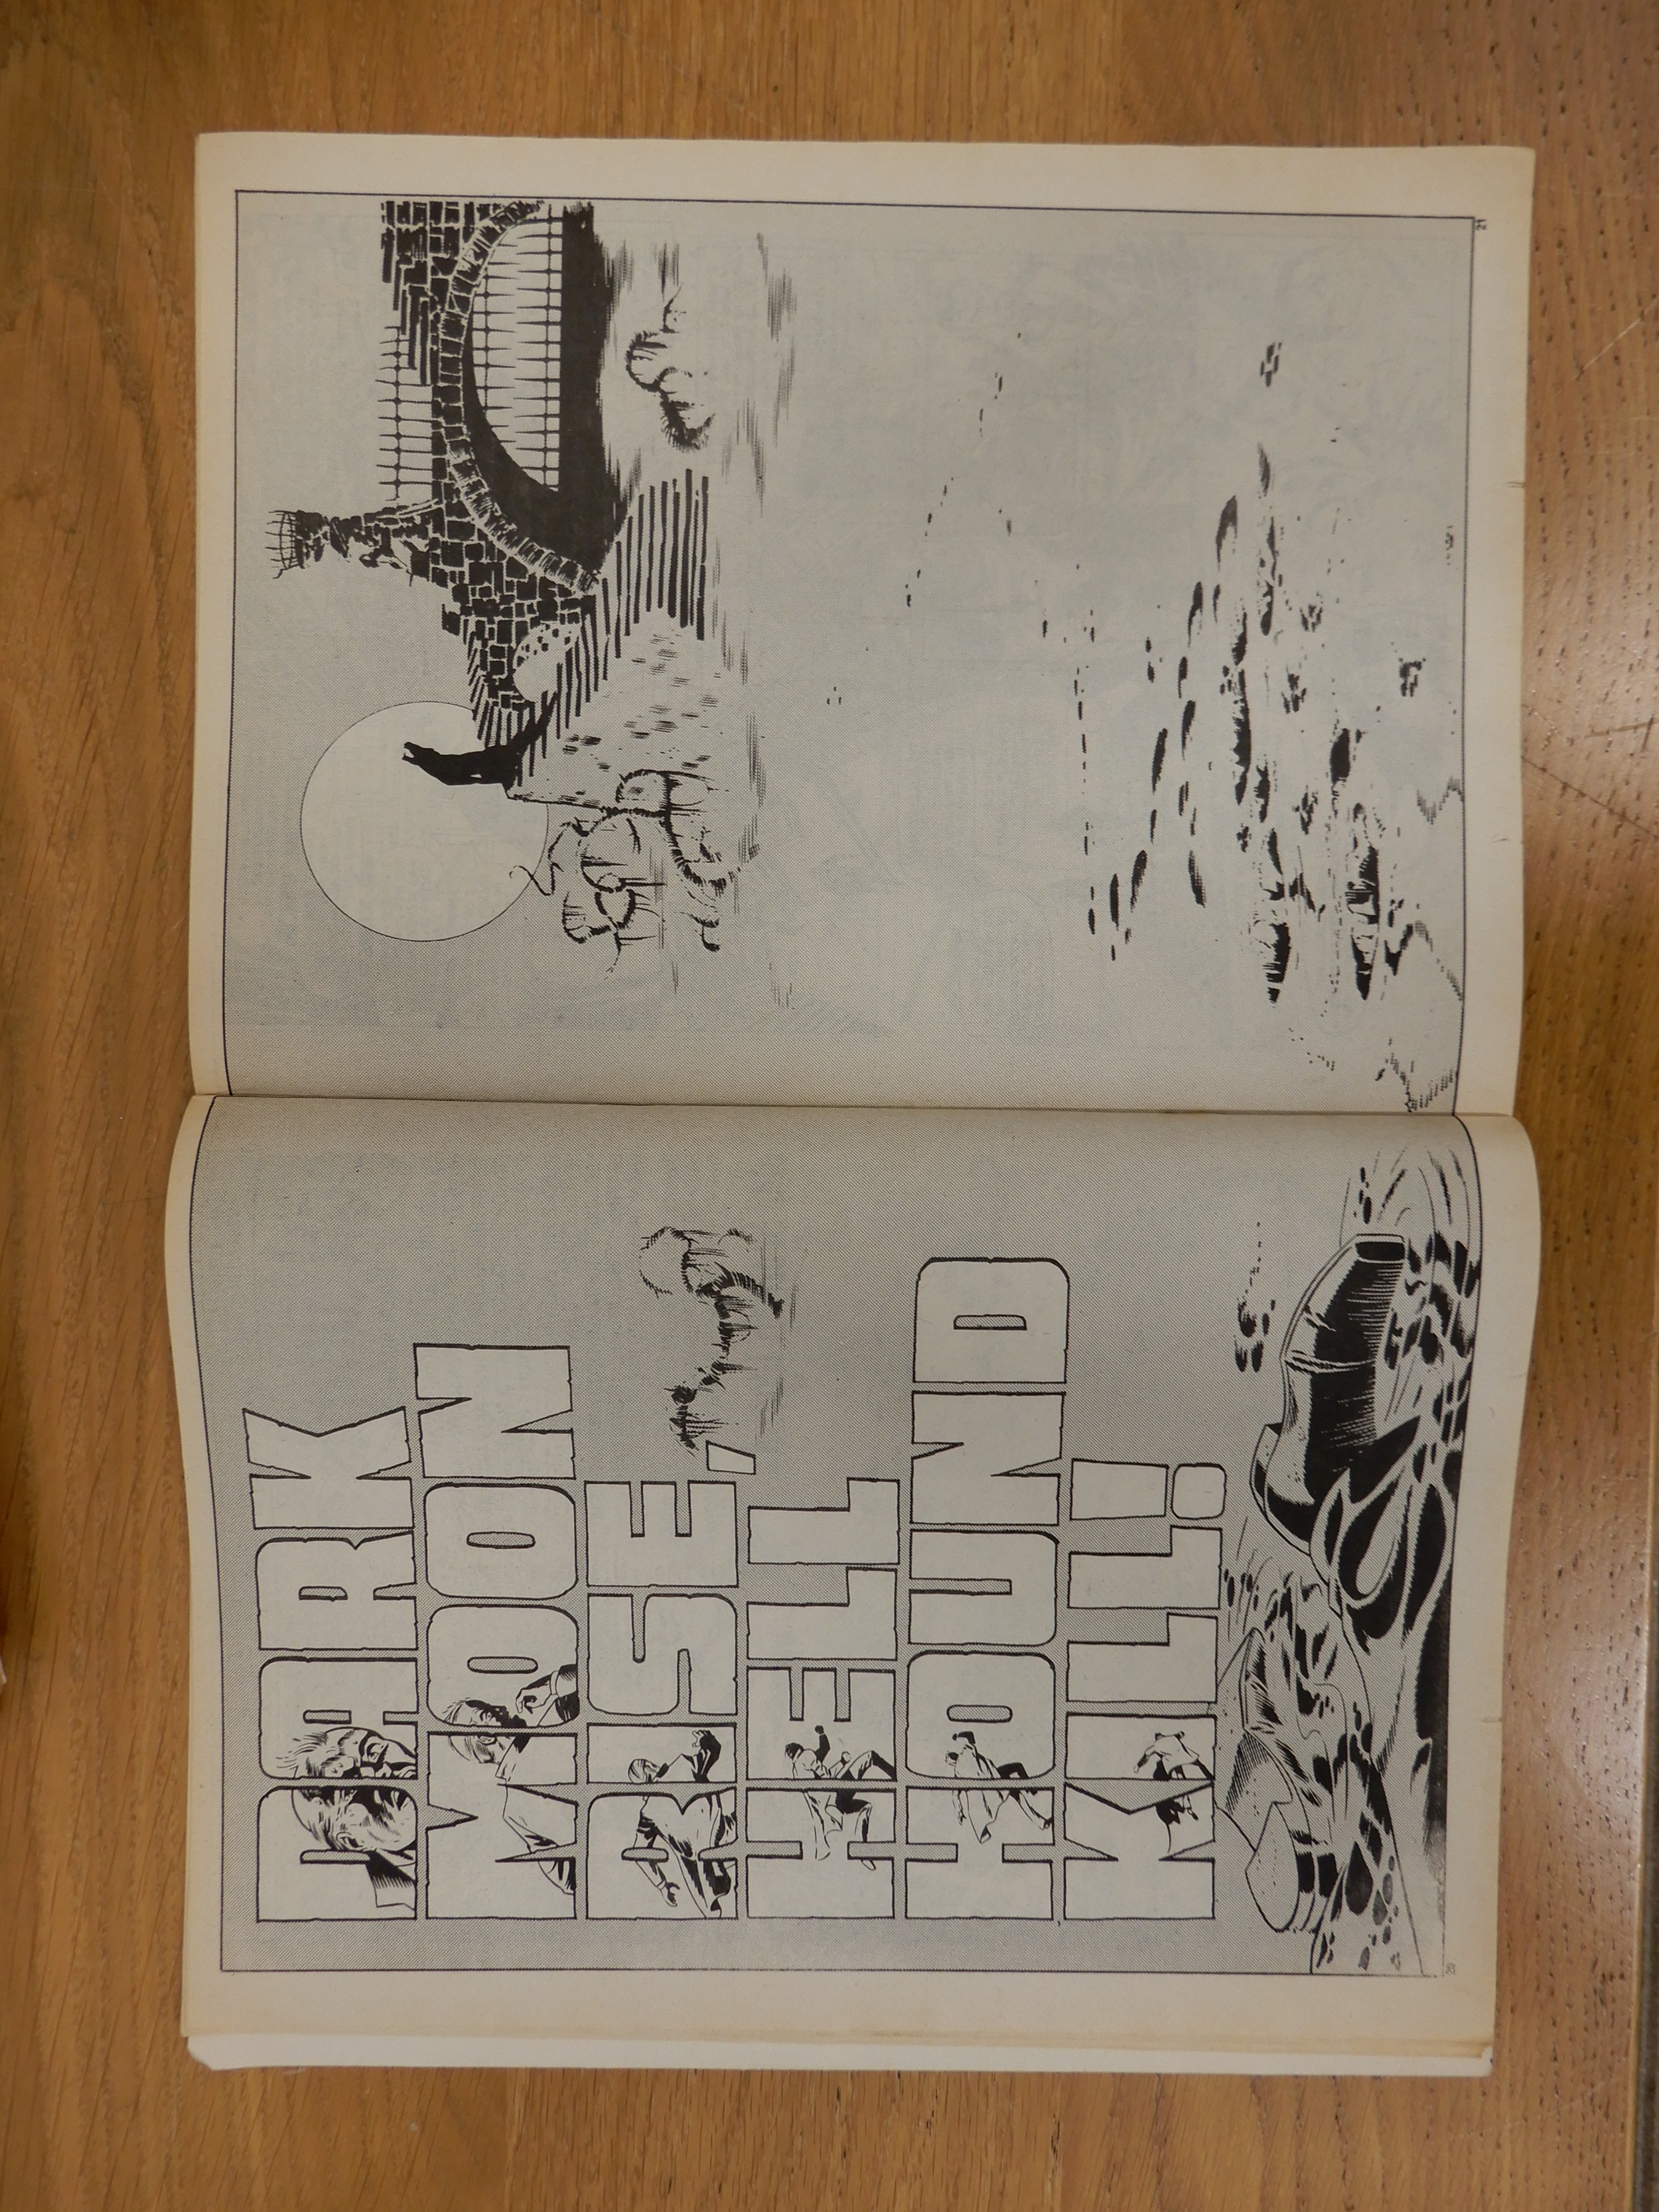 DARK
MOON
RISE,
HELL
HOUND
KILL!